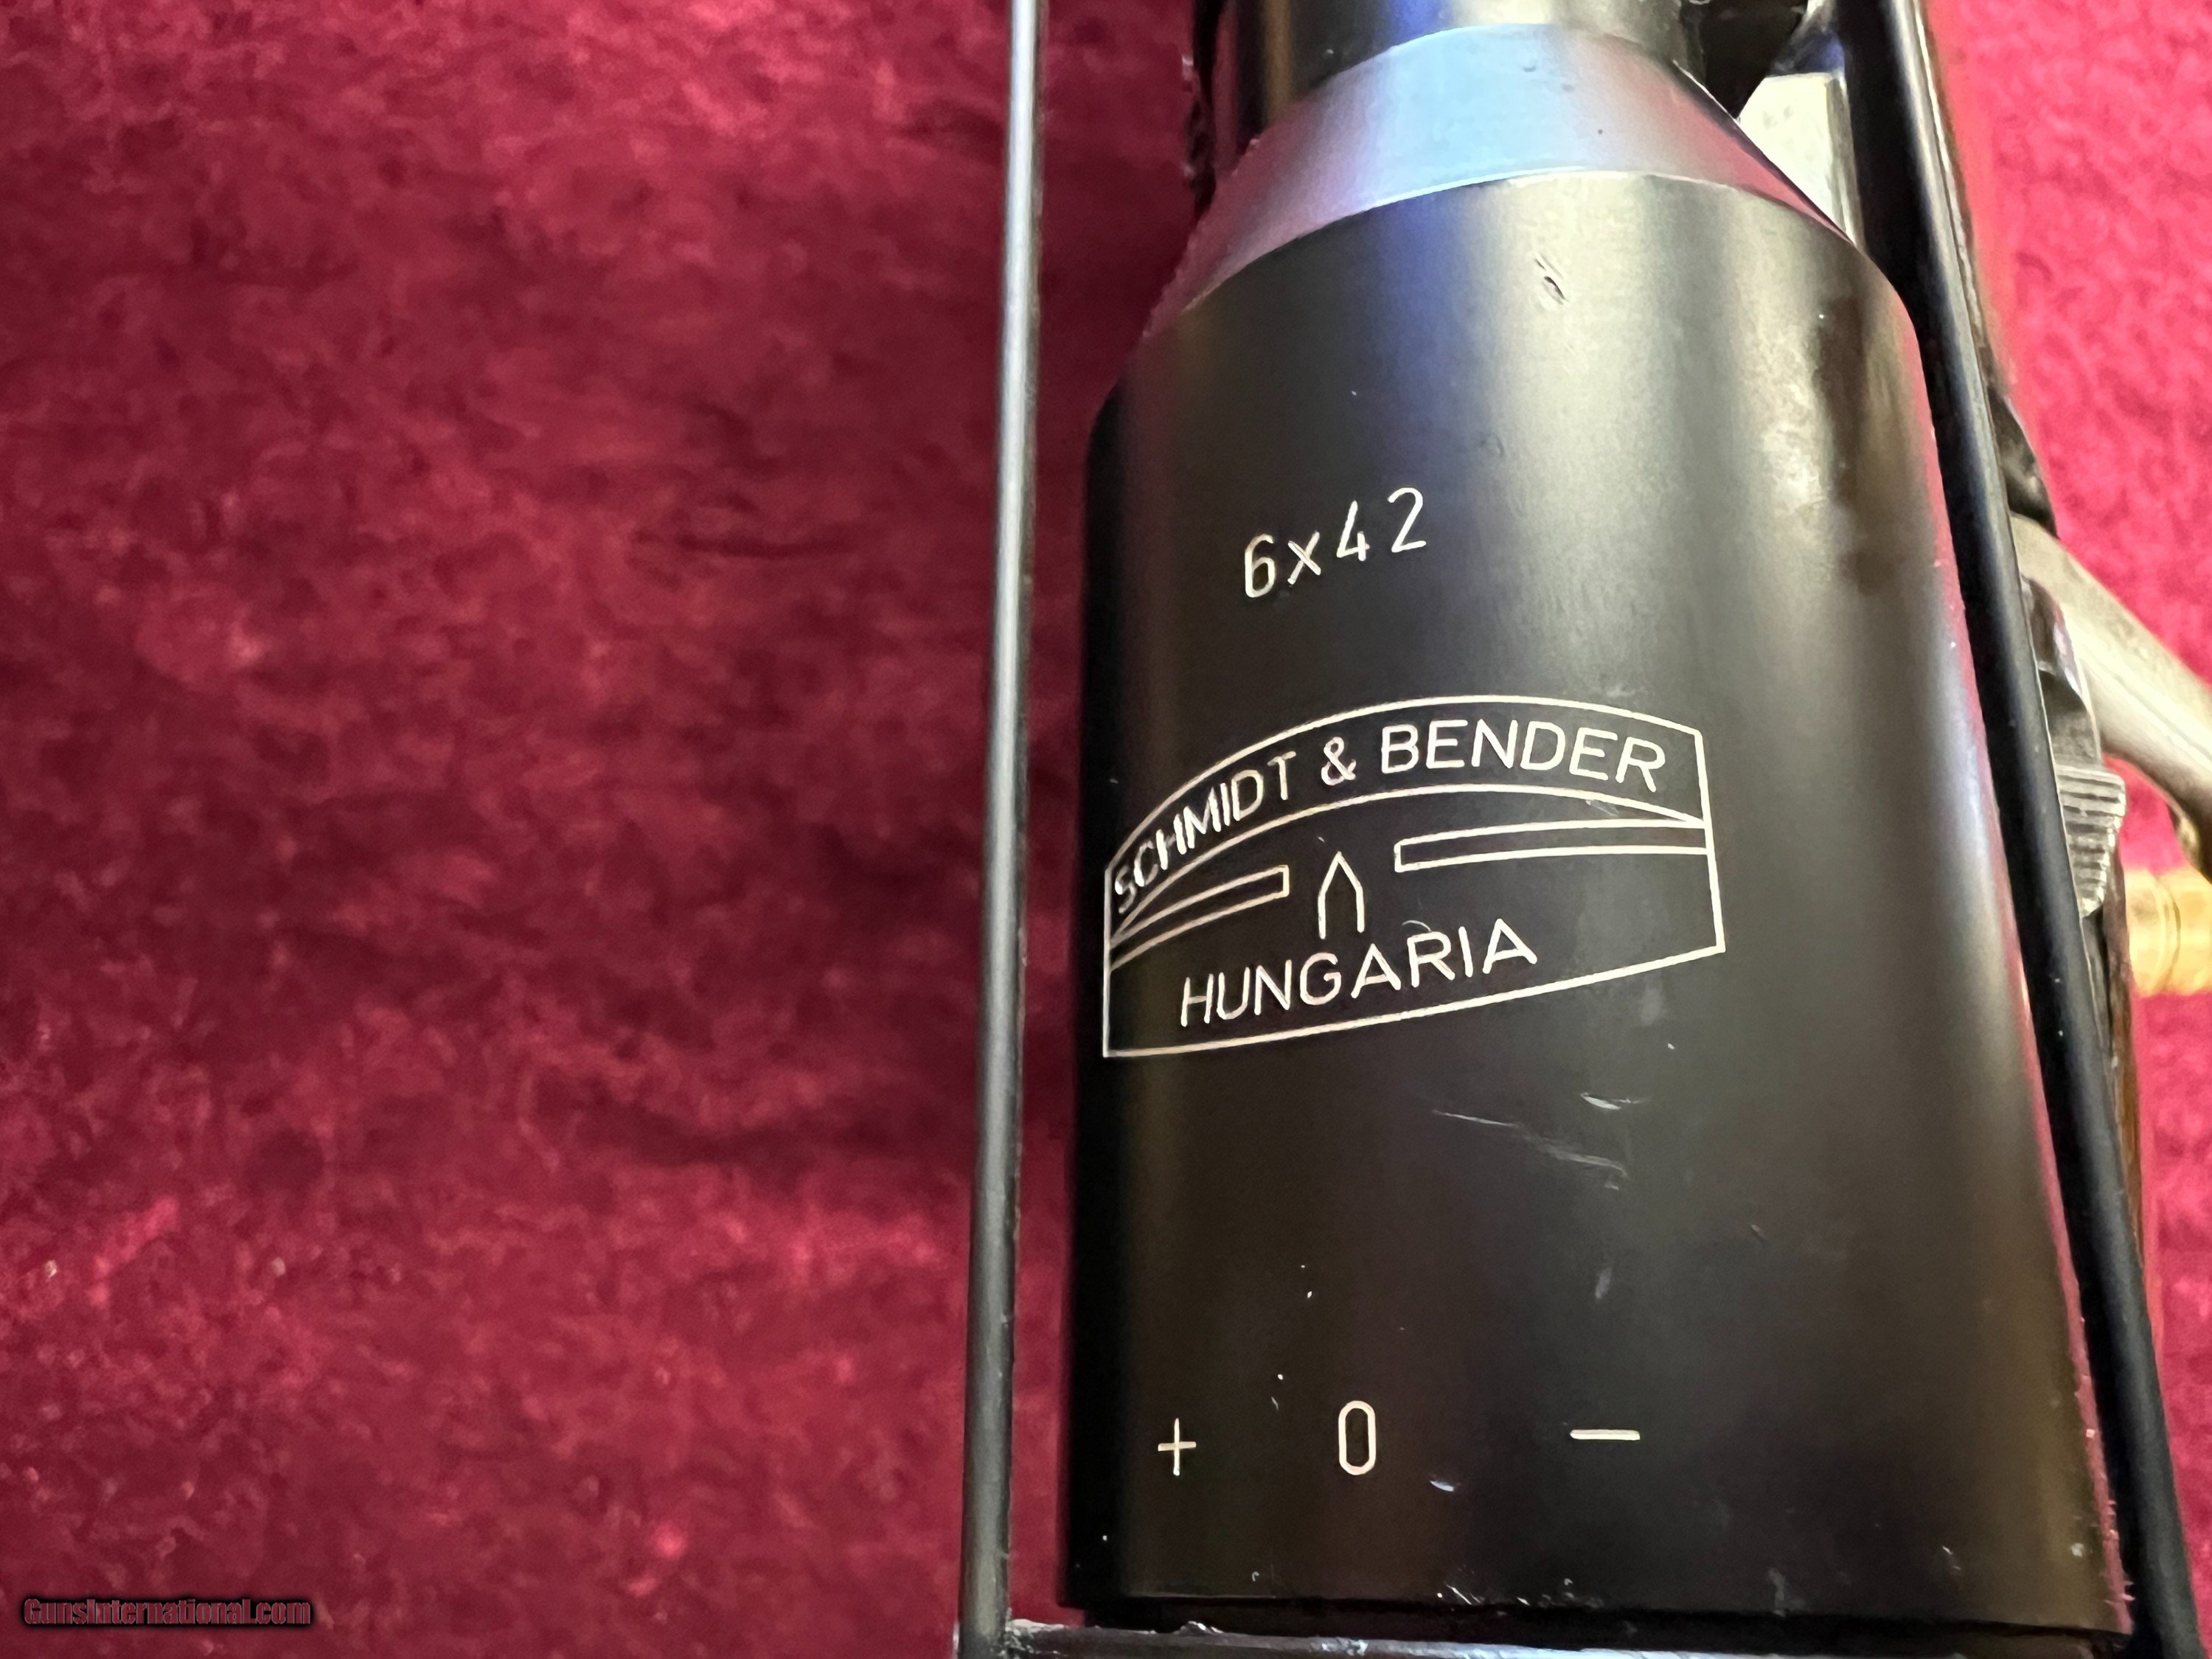 6x42
SCHMIDT & BENDER
HUNGARIA
+ 0 −
GunsInternational.com